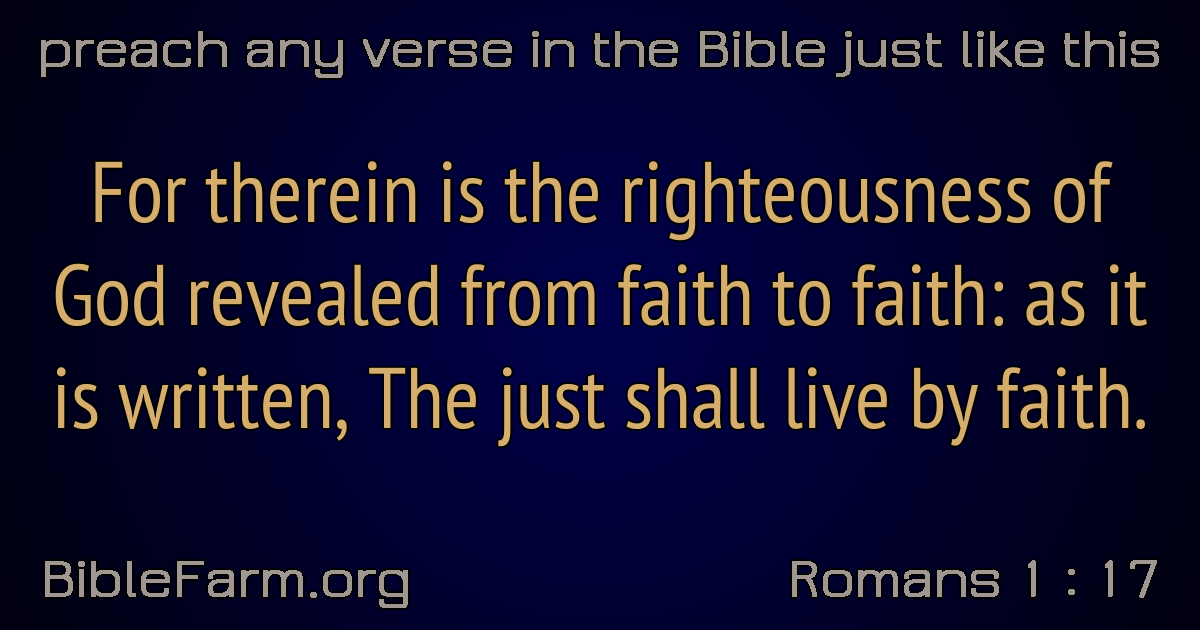 preach any verse in the Bible just like this
For therein is the righteousness of
God revealed from faith to faith: as it
is written, The just shall live by faith.
BibleFarm.org
Romans 1 : 17